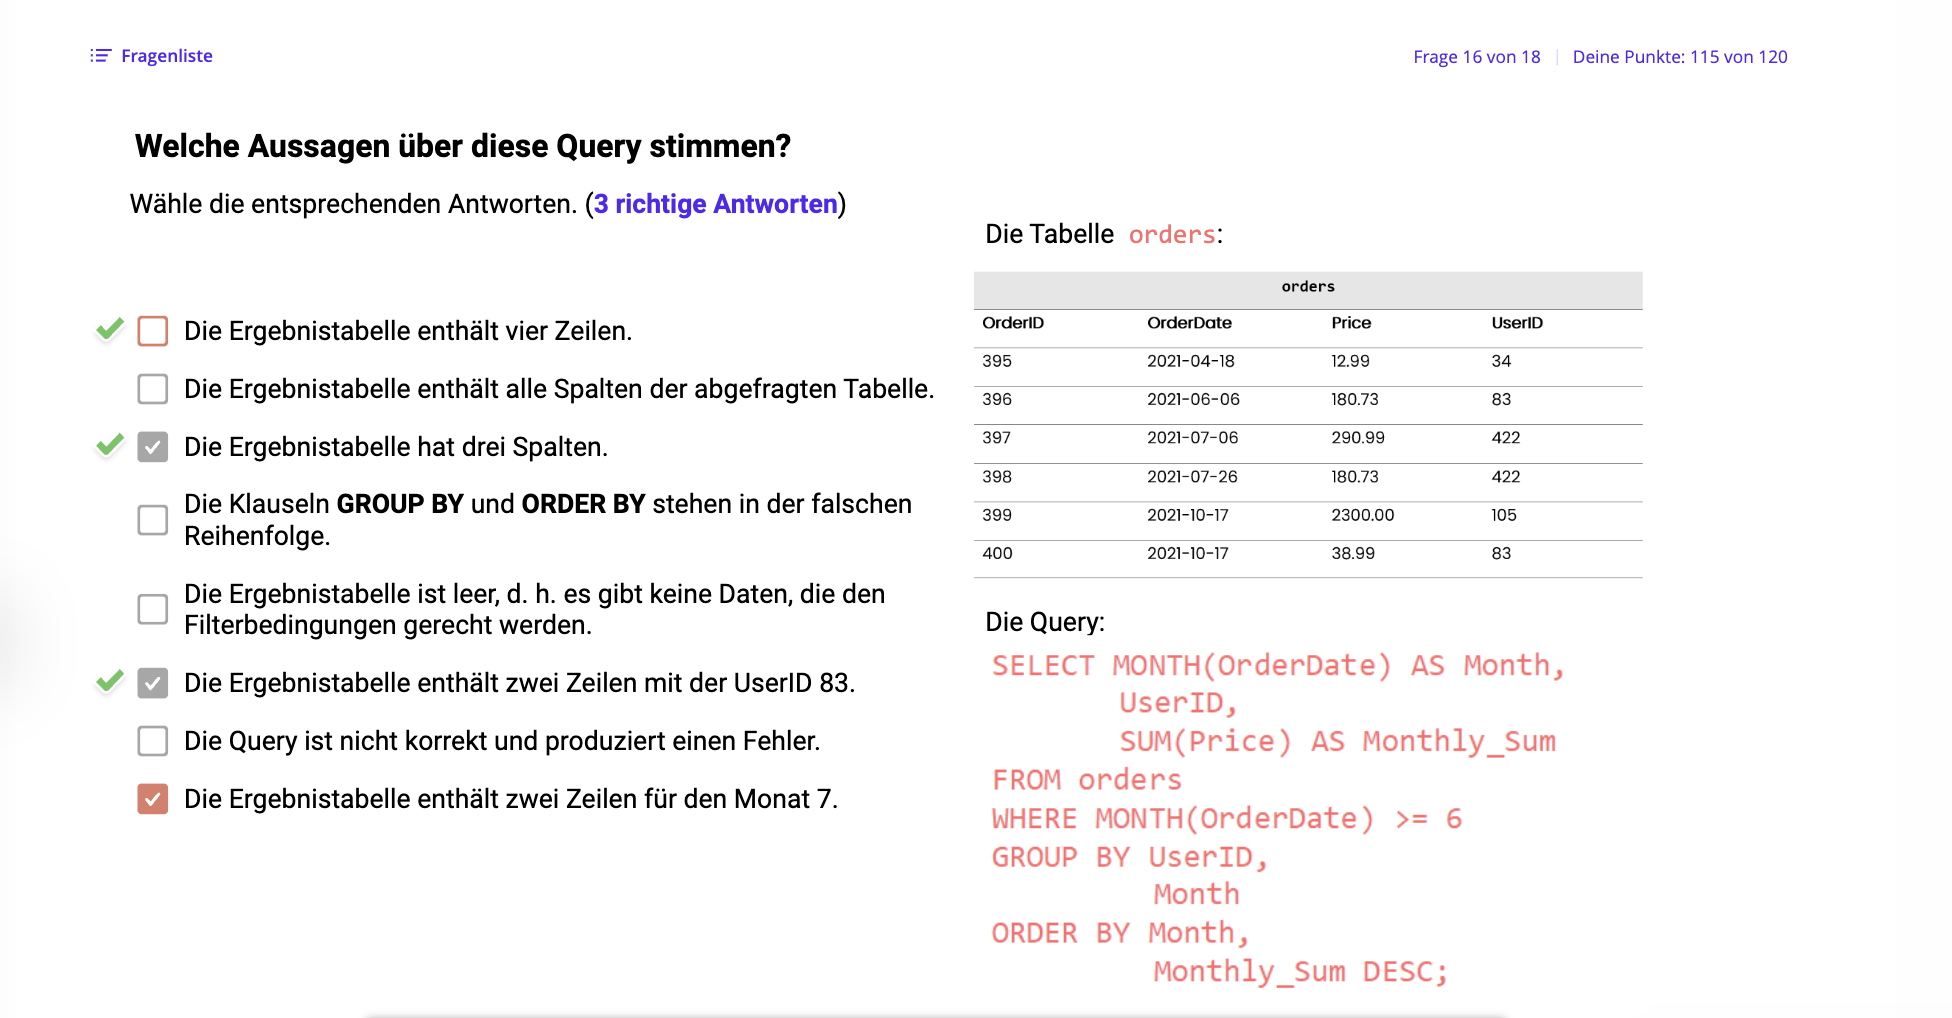 Fragenliste
Frage 16 von 18 | Deine Punkte: 115 von 120
Welche Aussagen über diese Query stimmen?
Wähle die entsprechenden Antworten. (3 richtige Antworten)
Die Ergebnistabelle enthält vier Zeilen.
Die Ergebnistabelle enthält alle Spalten der abgefragten Tabelle.
Die Ergebnistabelle hat drei Spalten.
Die Klauseln GROUP BY und ORDER BY stehen in der falschen
Reihenfolge.
Die Ergebnistabelle ist leer, d. h. es gibt keine Daten, die den
Filterbedingungen gerecht werden.
Die Ergebnistabelle enthält zwei Zeilen mit der UserID 83.
Die Query ist nicht korrekt und produziert einen Fehler.
Die Ergebnistabelle enthält zwei Zeilen für den Monat 7.
Die Tabelle orders:
orders
OrderID OrderDate Price UserID
395 2021-04-18 12.99 34
396 2021-06-06 180.73 83
397 2021-07-06 290.99 422
398 2021-07-26 180.73 422
399 2021-10-17 2300.00 105
400 2021-10-17 38.99 83
Die Query:
SELECT MONTH(OrderDate) AS Month,
UserID,
SUM(Price) AS Monthly_Sum
FROM orders
WHERE MONTH(OrderDate) >= 6
GROUP BY UserID,
Month
ORDER BY Month,
Monthly_Sum DESC;